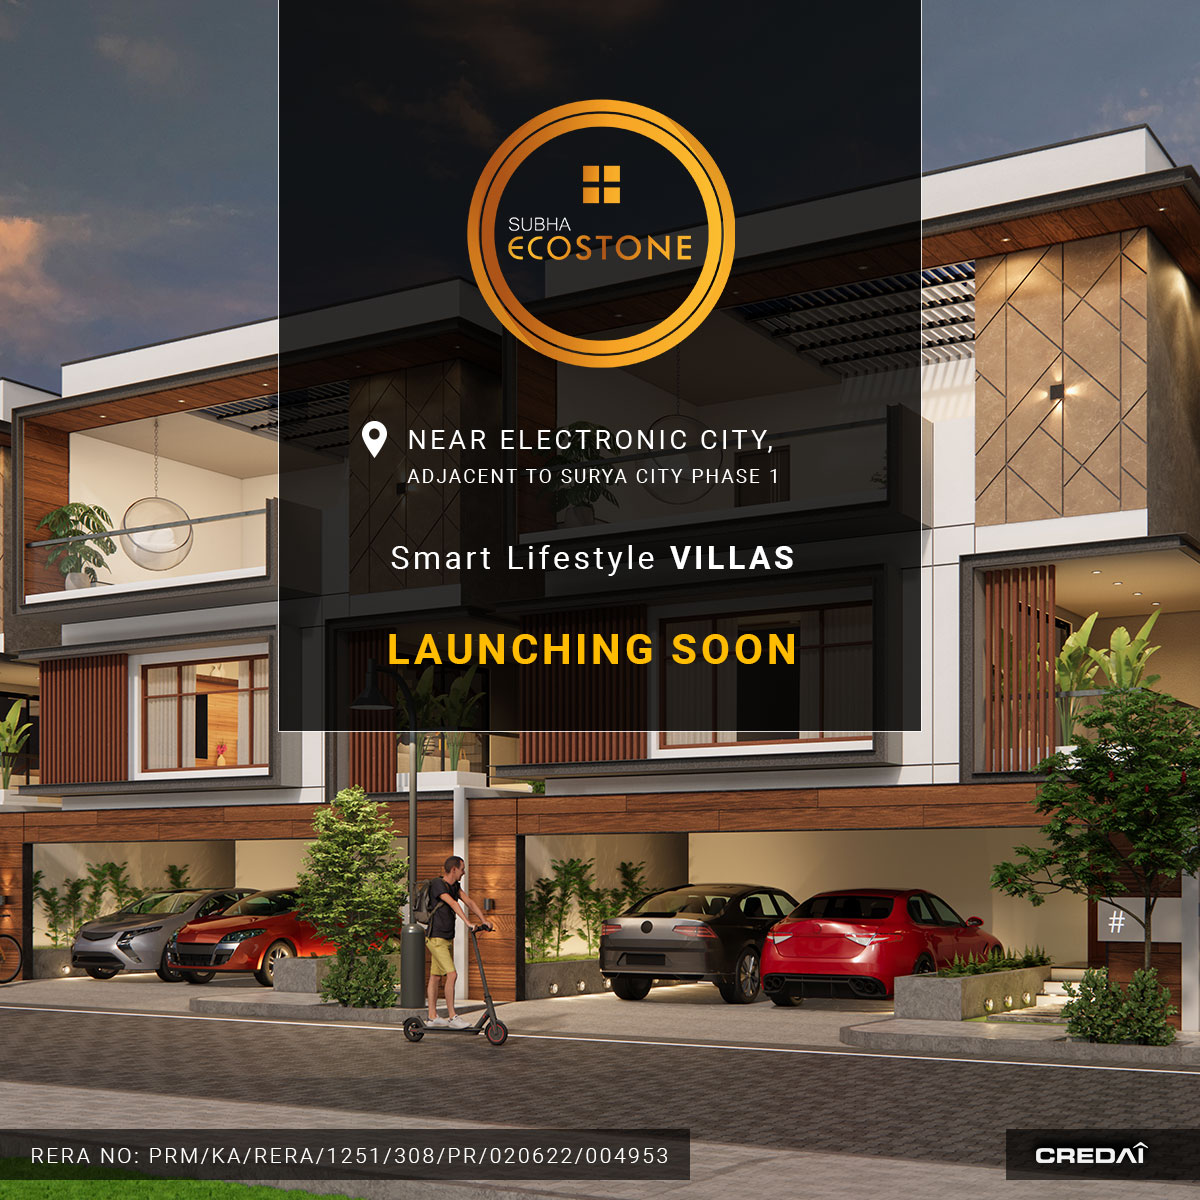 SUBHA
ECOSTONE
NEAR ELECTRONIC CITY,
ADJACENT TO SURYA CITY PHASE 1
Smart Lifestyle VILLAS
LAUNCHING SOON
#
RERA NO: PRM/KA/RERA/1251/308/PR/020622/004953
CREDAI